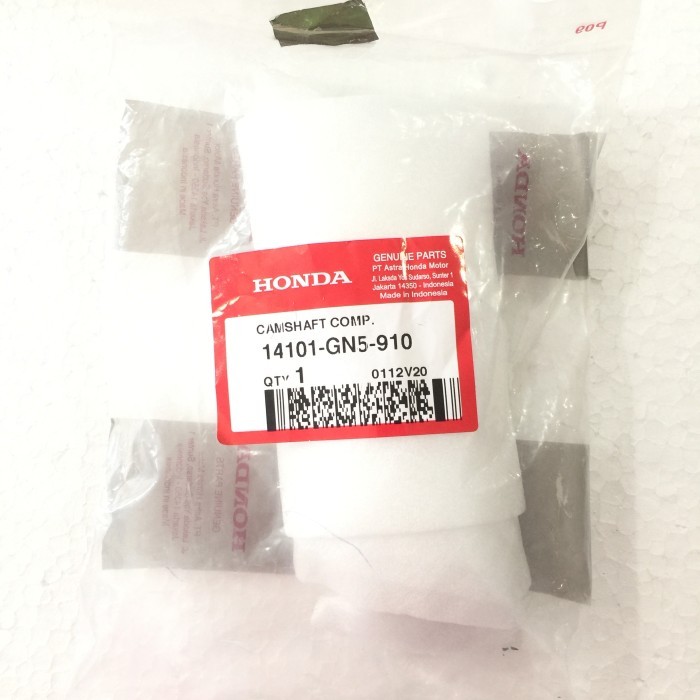 P09
HONDA
HONDA
GENUINE PARTS
PT Astra Honda Motor
Jl. Laksda Yos Sudarso, Sunter 1
Jakarta 14350 - Indonesia
Made in Indonesia
CAMSHAFT COMP.
14101-GN5-910
QTY 1
0112V20
HONDA